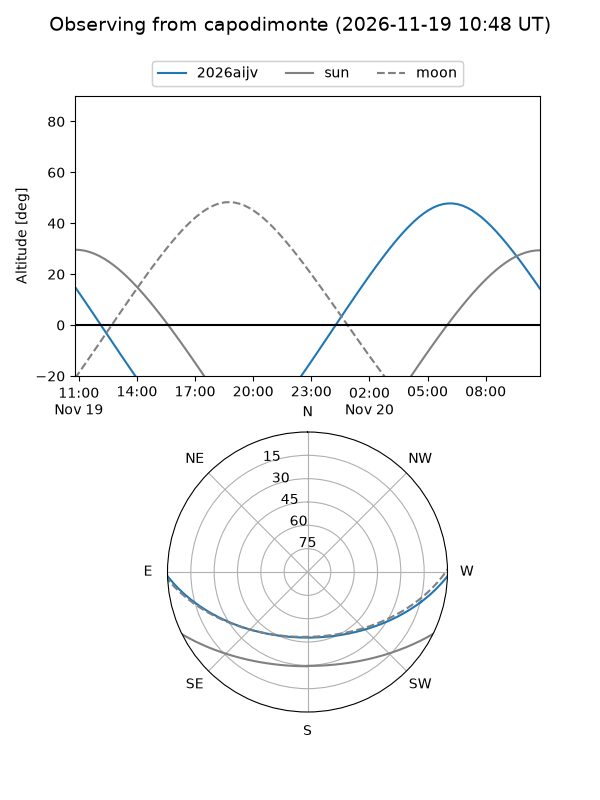 Observing from capodimonte (2026-11-19 10:48 UT)
2026aijv sun moon
80
60
40
20
0
−20
Altitude [deg]
11:00 14:00 17:00 20:00 23:00 02:00 05:00 08:00
Nov 19 Nov 20
N
NE NW
15
30
45
60
75
E W
SE SW
S